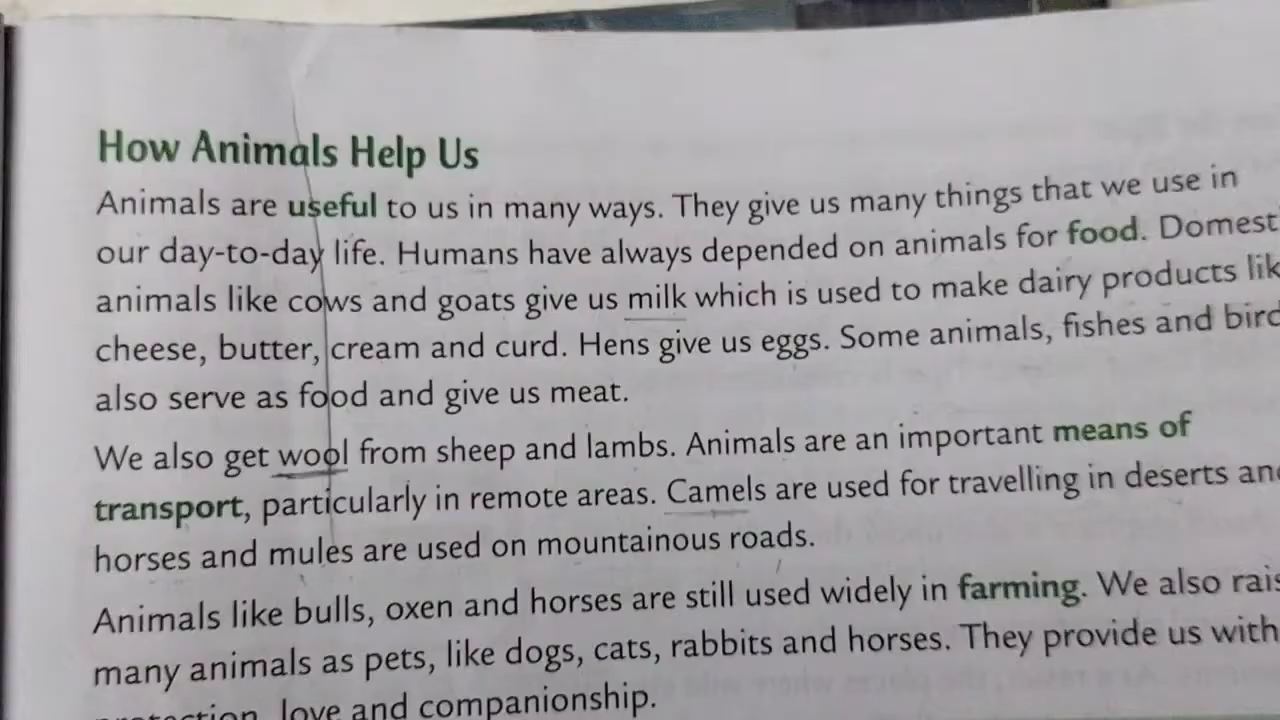 How Animals Help Us
Animals are useful to us in many ways. They give us many things that we use in
our day-to-day life. Humans have always depended on animals for food. Domest
animals like cows and goats give us milk which is used to make dairy products lik
cheese, butter, cream and curd. Hens give us eggs. Some animals, fishes and bird
also serve as food and give us meat.
We also get wool from sheep and lambs. Animals are an important means of
transport, particularly in remote areas. Camels are used for travelling in deserts and
horses and mules are used on mountainous roads.
Animals like bulls, oxen and horses are still used widely in farming. We also rais
many animals as pets, like dogs, cats, rabbits and horses. They provide us with
protection, love and companionship.